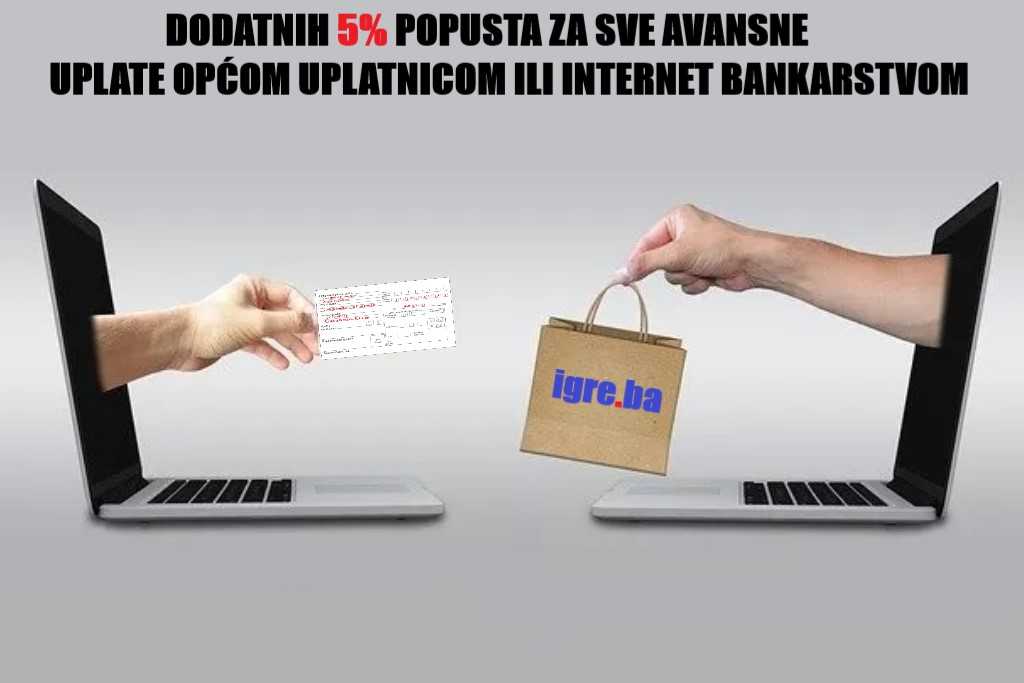 DODATNIH 5% POPUSTA ZA SVE AVANSNE
UPLATE OPĆOM UPLATNICOM ILI INTERNET BANKARSTVOM
igre.ba